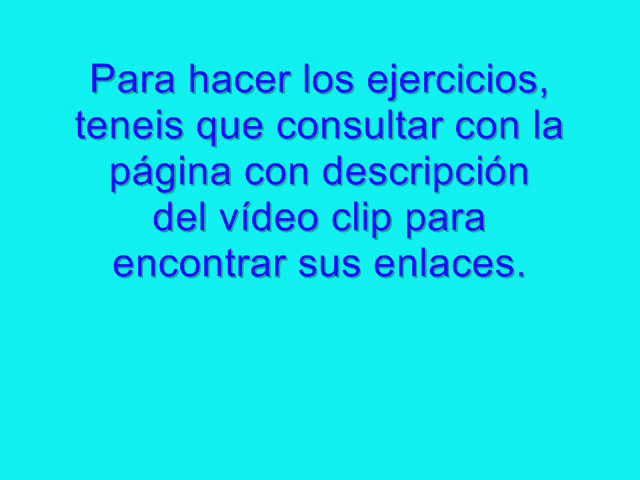 Para hacer los ejercicios,
teneis que consultar con la
página con descripción
del vídeo clip para
encontrar sus enlaces.